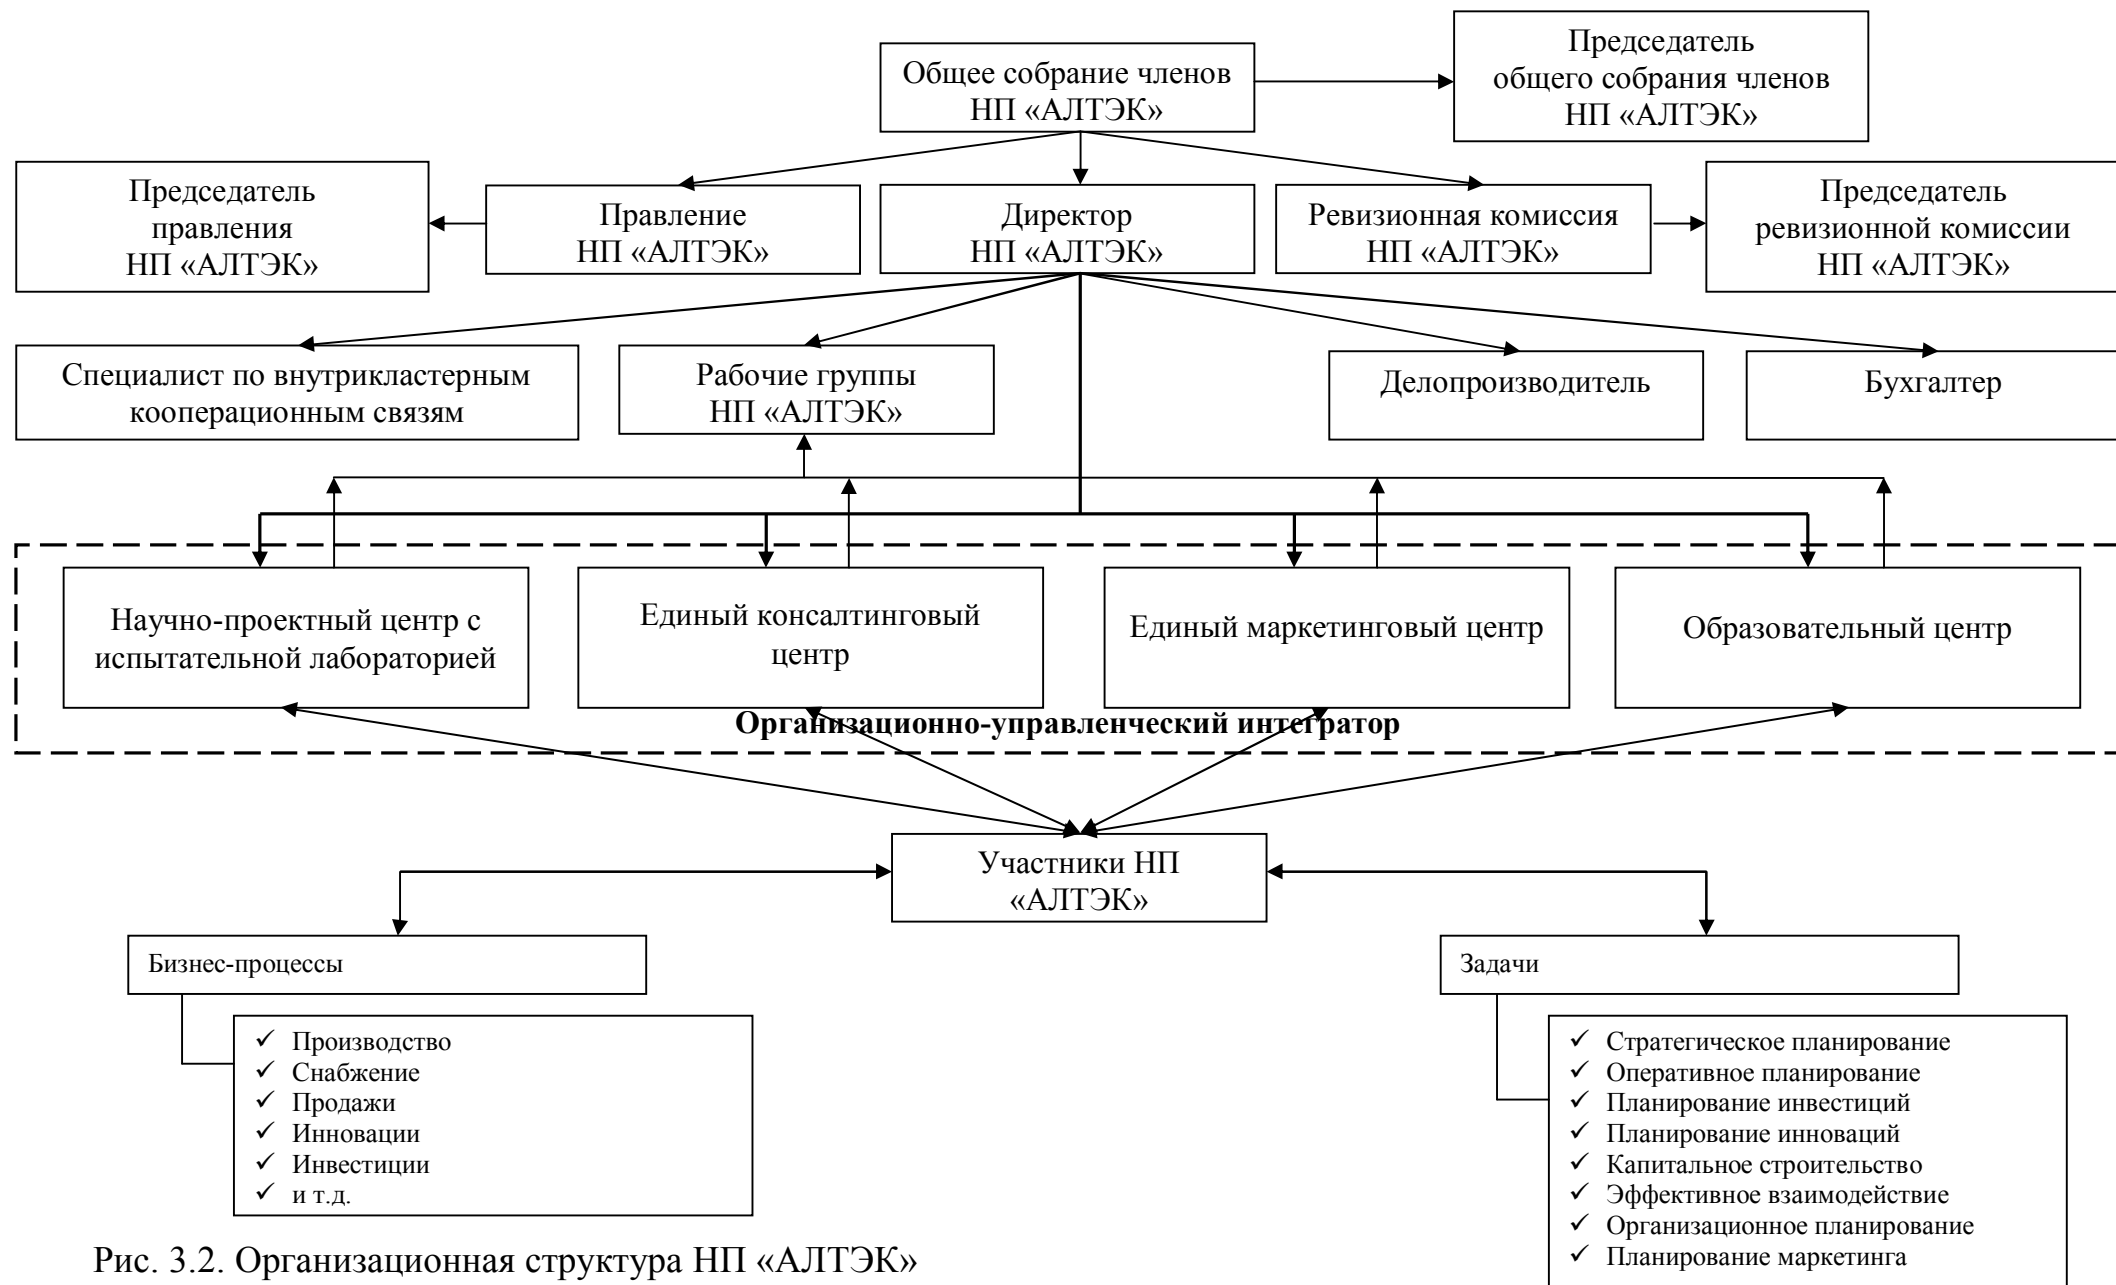 Общее собрание членов
НП «АЛТЭК»
Председатель
общего собрания членов
НП «АЛТЭК»
Председатель
правления
НП «АЛТЭК»
Правление
НП «АЛТЭК»
Директор
НП «АЛТЭК»
Ревизионная комиссия
НП «АЛТЭК»
Председатель
ревизионной комиссии
НП «АЛТЭК»
Специалист по внутрикластерным
кооперационным связям
Рабочие группы
НП «АЛТЭК»
Делопроизводитель
Бухгалтер
Научно-проектный центр с
испытательной лабораторией
Единый консалтинговый
центр
Единый маркетинговый центр
Образовательный центр
Организационно-управленческий интегратор
Участники НП
«АЛТЭК»
Бизнес-процессы
✓ Производство
✓ Снабжение
✓ Продажи
✓ Инновации
✓ Инвестиции
✓ и т.д.
Задачи
✓ Стратегическое планирование
✓ Оперативное планирование
✓ Планирование инвестиций
✓ Планирование инноваций
✓ Капитальное строительство
✓ Эффективное взаимодействие
✓ Организационное планирование
✓ Планирование маркетинга
Рис. 3.2. Организационная структура НП «АЛТЭК»